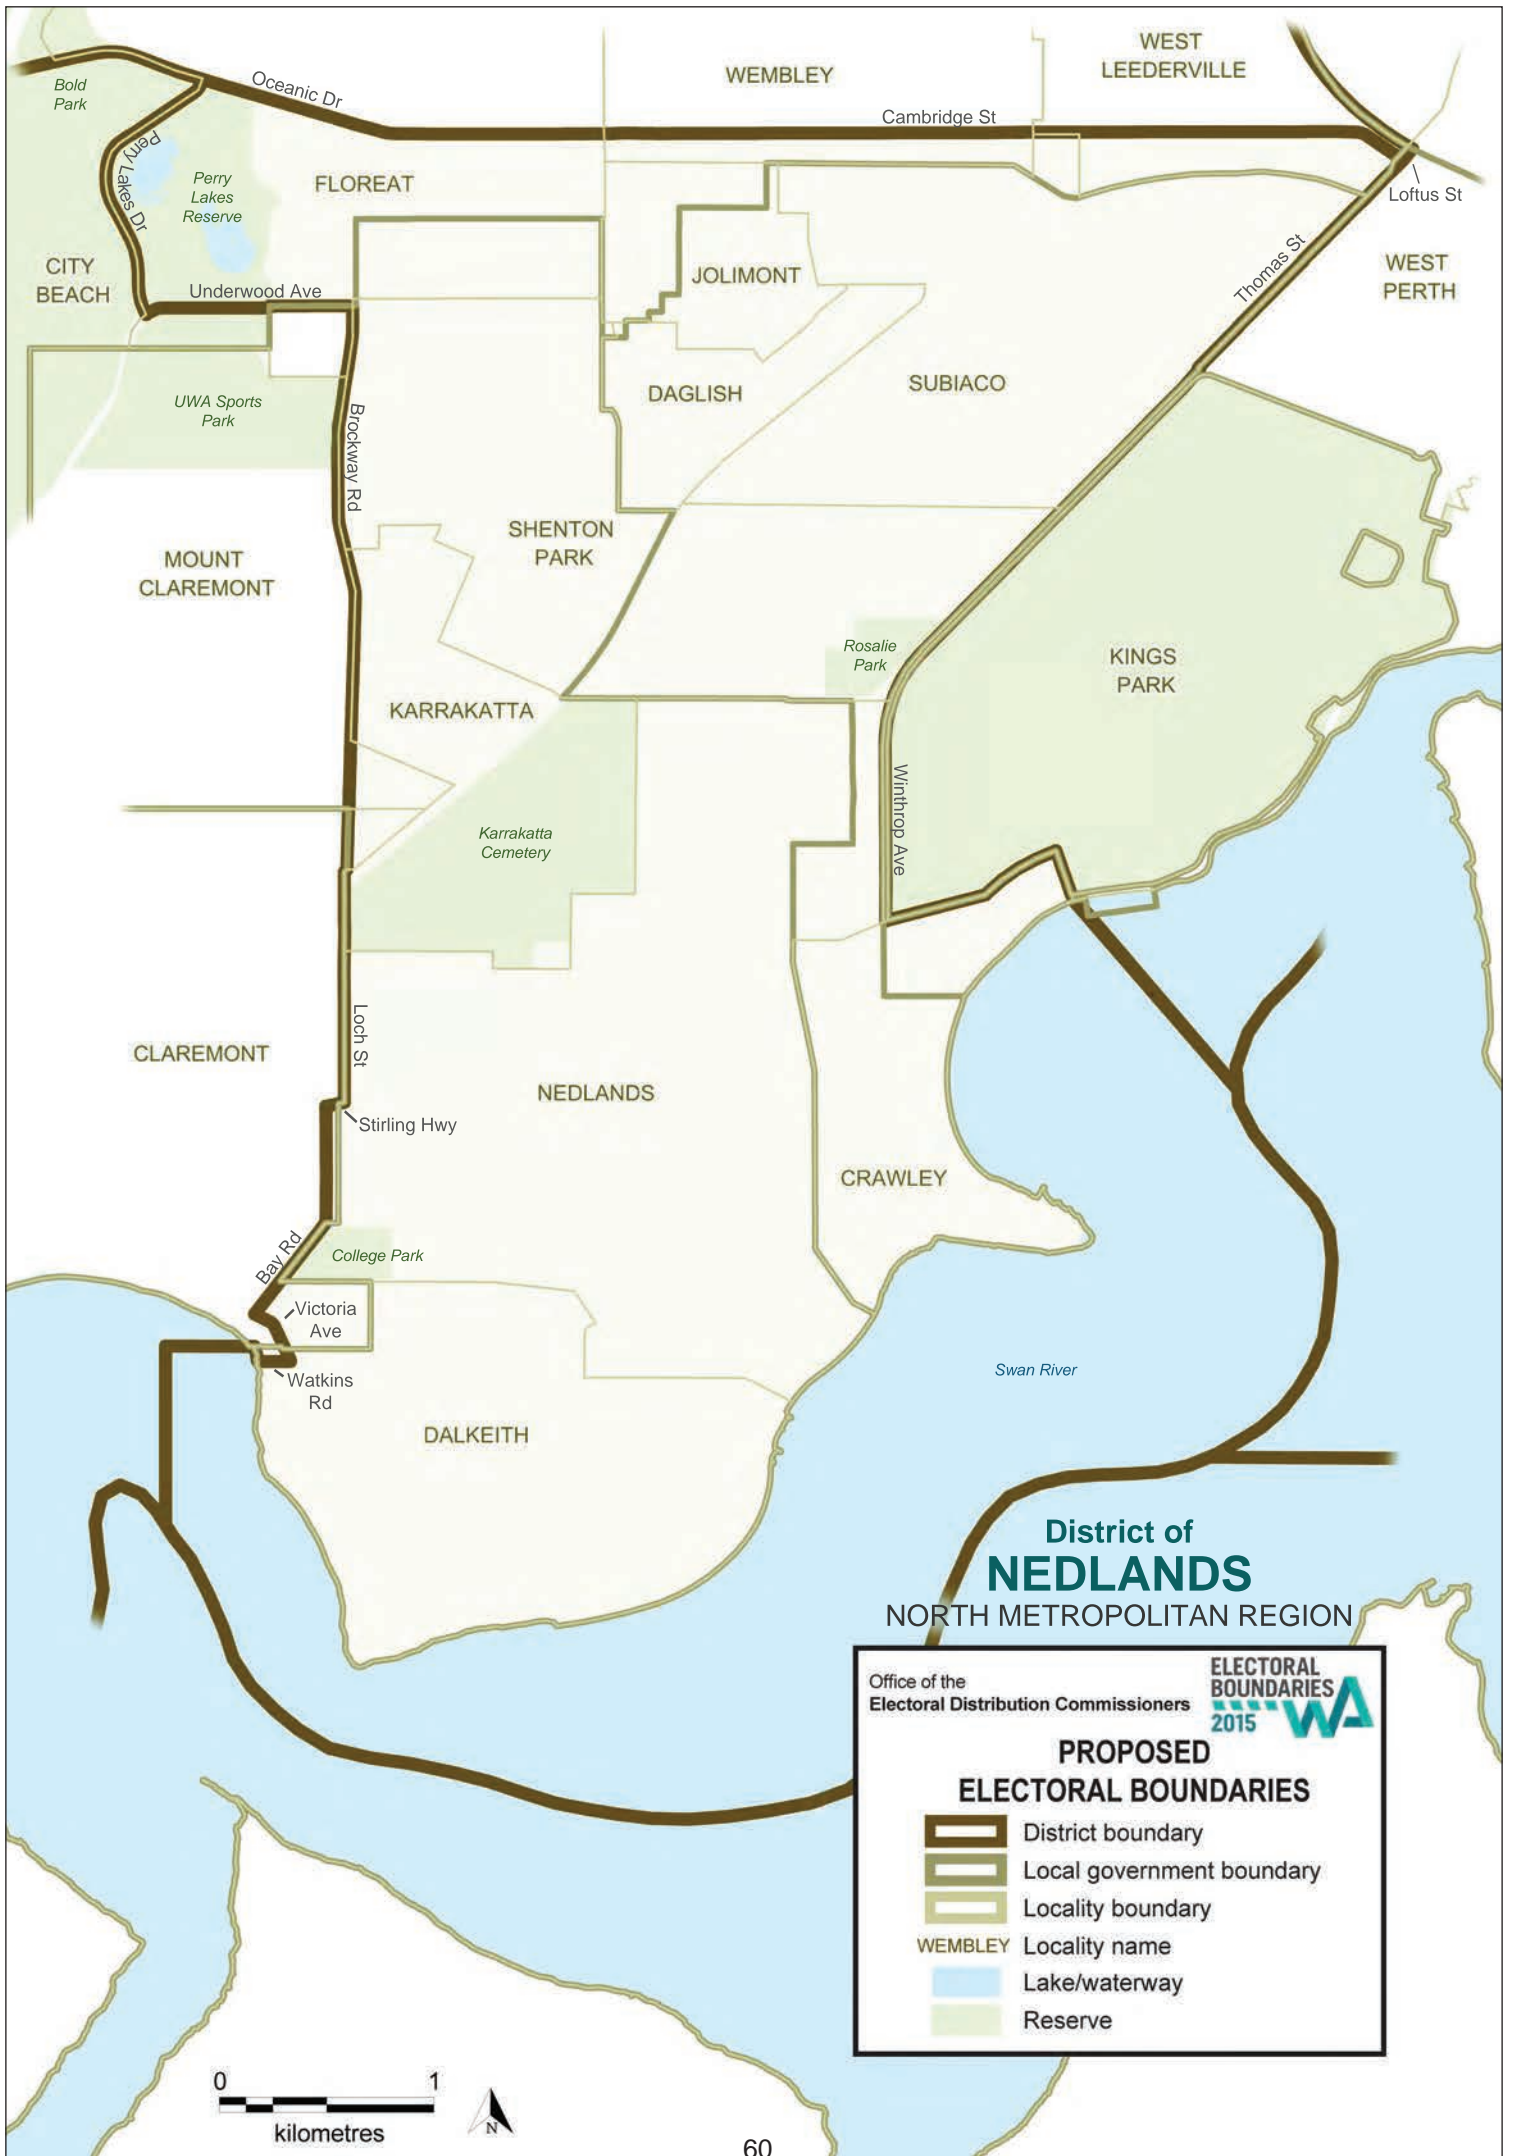 WEST
LEEDERVILLE
WEMBLEY
Bold
Park
Oceanic Dr
Cambridge St
Perry Lakes Dr
Perry
Lakes
Reserve
FLOREAT
Loftus St
CITY
BEACH
Underwood Ave
JOLIMONT
Thomas St
WEST
PERTH
UWA Sports
Park
DAGLISH
SUBIACO
Brockway Rd
MOUNT
CLAREMONT
SHENTON
PARK
Rosalie
Park
KINGS
PARK
KARRAKATTA
Winthrop Ave
Karrakatta
Cemetery
Loch St
CLAREMONT
NEDLANDS
Stirling Hwy
CRAWLEY
Bay Rd
College Park
Victoria
Ave
Watkins
Rd
Swan River
DALKEITH
District of
NEDLANDS
NORTH METROPOLITAN REGION
Office of the
Electoral Distribution Commissioners
ELECTORAL
BOUNDARIES
2015 WA
PROPOSED
ELECTORAL BOUNDARIES
District boundary
Local government boundary
Locality boundary
WEMBLEY Locality name
Lake/waterway
Reserve
0 1
kilometres
N
60